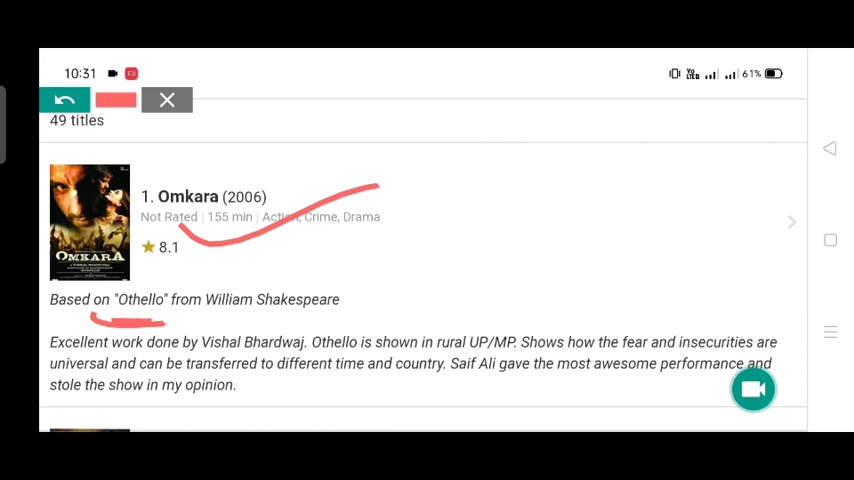 10:31
VO LTE 61%
49 titles
OMKARA
1. Omkara (2006)
Not Rated | 155 min | Action, Crime, Drama
8.1
Based on "Othello" from William Shakespeare
Excellent work done by Vishal Bhardwaj. Othello is shown in rural UP/MP. Shows how the fear and insecurities are
universal and can be transferred to different time and country. Saif Ali gave the most awesome performance and
stole the show in my opinion.